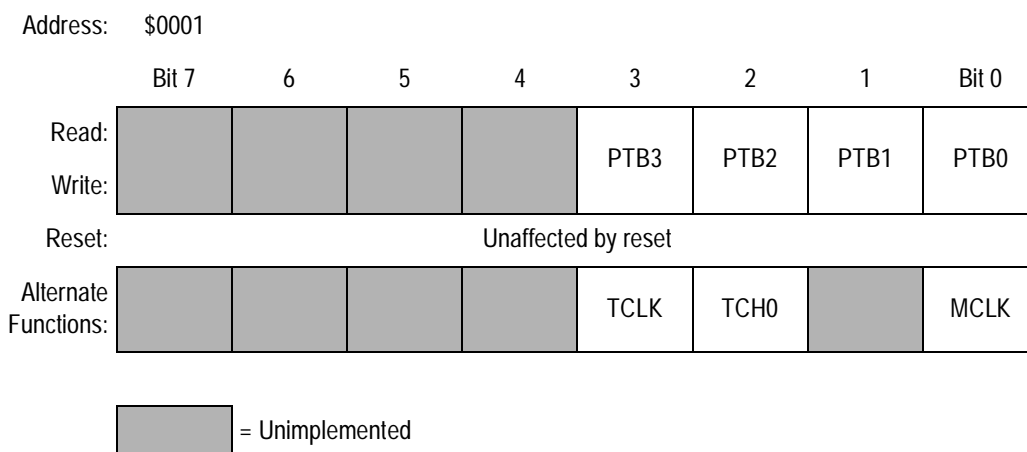 Address: $0001
Bit 7 6 5 4 3 2 1 Bit 0
Read:
PTB3 PTB2 PTB1 PTB0
Write:
Reset: Unaffected by reset
Alternate
Functions:
TCLK TCH0 MCLK
= Unimplemented